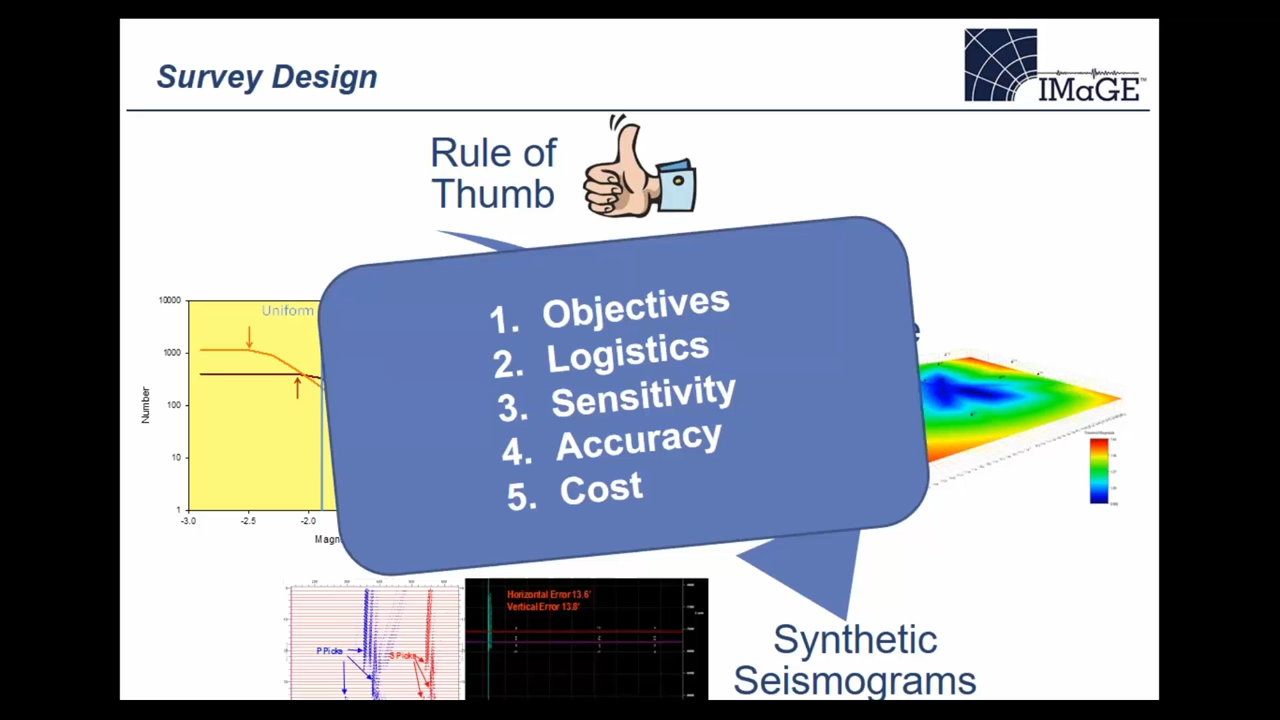 Survey Design
IMaGE
Rule of
Thumb
1. Objectives
2. Logistics
3. Sensitivity
4. Accuracy
5. Cost
10000
1000
100
10
1
Number
Uniform
-3.0 -2.5 -2.0
Magn
e
Horizontal Error 13.6'
Vertical Error 13.8'
P Picks
S Picks
Synthetic
Seismograms